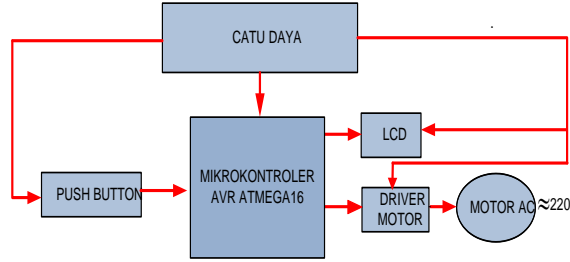 CATU DAYA
LCD
MIKROKONTROLER
AVR ATMEGA16
PUSH BUTTON
DRIVER
MOTOR
MOTOR AC
≈220